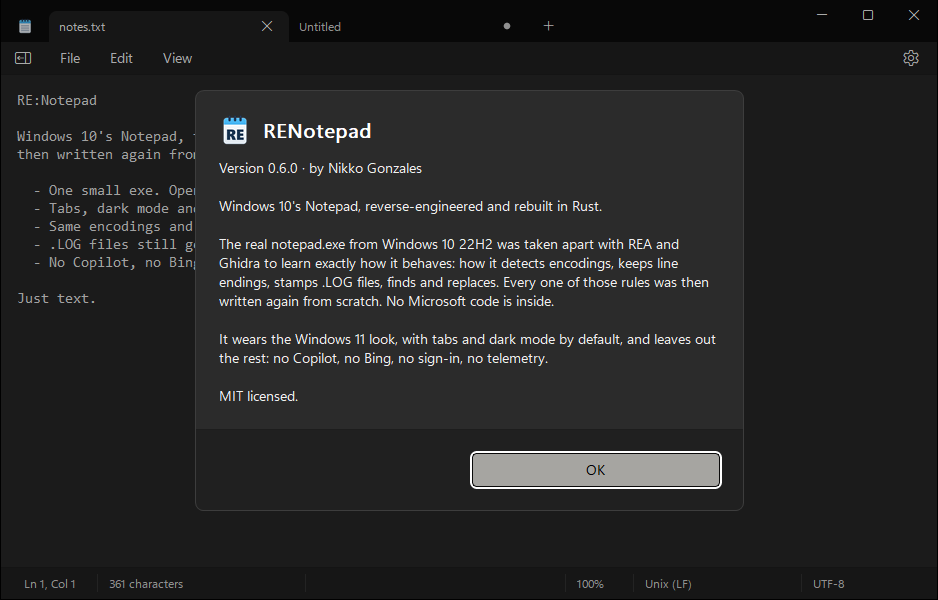 notes.txt
Untitled
File
Edit
View
RE:Notepad
Windows 10's Notepad,
then written again
- One small exe.
- Tabs, dark mode
- Same encodings and
- .LOG files still
- No Copilot, no
Just text.
RE
RENotepad
Version 0.6.0 · by Nikko Gonzales
Windows 10's Notepad, reverse-engineered and rebuilt in Rust.
The real notepad.exe from Windows 10 22H2 was taken apart with REA and
Ghidra to learn exactly how it behaves: how it detects encodings, keeps line
endings, stamps .LOG files, finds and replaces. Every one of those rules was then
written again from scratch. No Microsoft code is inside.
It wears the Windows 11 look, with tabs and dark mode by default, and leaves out
the rest: no Copilot, no Bing, no sign-in, no telemetry.
MIT licensed.
OK
Ln 1, Col 1
361 characters
100%
Unix (LF)
UTF-8